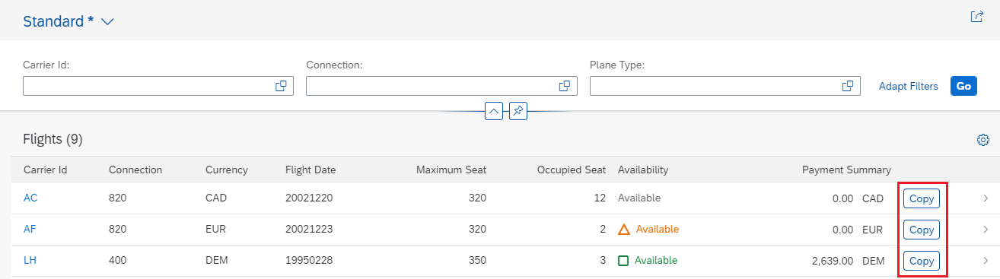 Standard *
Carrier Id: Connection: Plane Type:
Adapt Filters Go
Flights (9)
Carrier Id Connection Currency Flight Date Maximum Seat Occupied Seat Availability Payment Summary
AC 820 CAD 20021220 320 12 Available 0.00 CAD Copy
AF 820 EUR 20021223 320 2 Available 0.00 EUR Copy
LH 400 DEM 19950228 350 3 Available 2,639.00 DEM Copy